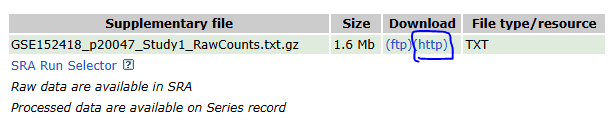 Supplementary file Size Download File type/resource
GSE152418_p20047_Study1_RawCounts.txt.gz 1.6 Mb (ftp)(http) TXT
SRA Run Selector ?
Raw data are available in SRA
Processed data are available on Series record